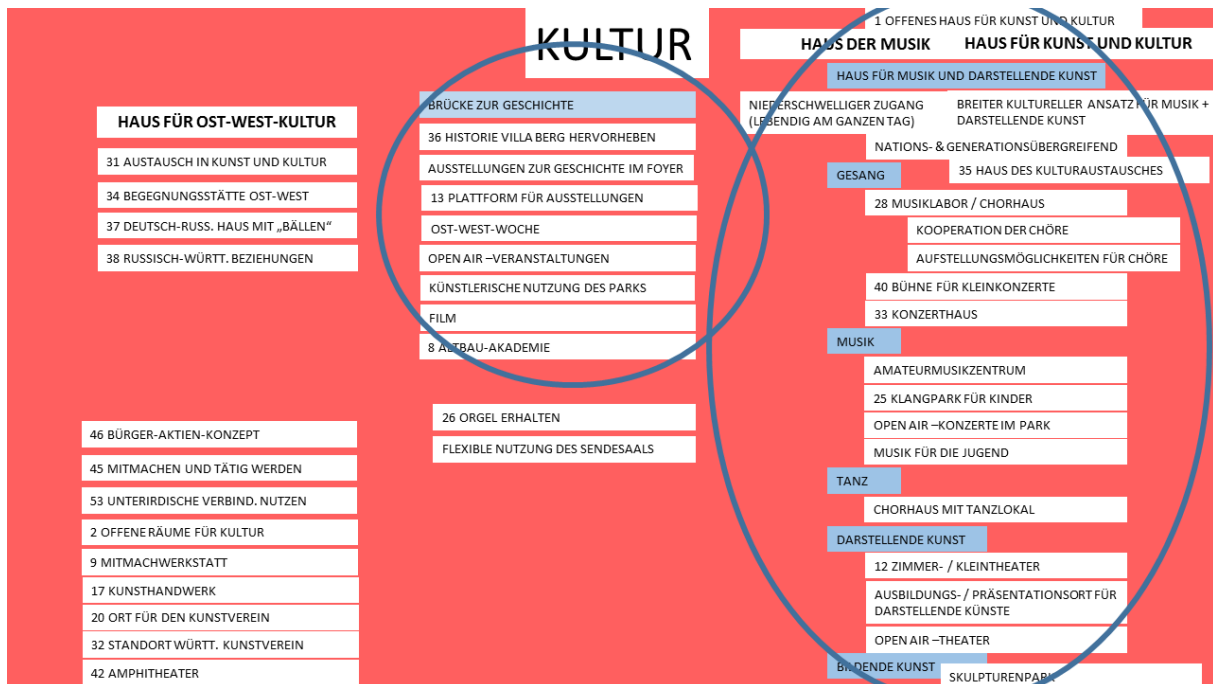 KULTUR
HAUS FÜR OST-WEST-KULTUR
31 AUSTAUSCH IN KUNST UND KULTUR
34 BEGEGNUNGSSTÄTTE OST-WEST
37 DEUTSCH-RUSS. HAUS MIT „BÄLLEN“
38 RUSSISCH-WÜRTT. BEZIEHUNGEN
46 BÜRGER-AKTIEN-KONZEPT
45 MITMACHEN UND TÄTIG WERDEN
53 UNTERIRDISCHE VERBIND. NUTZEN
2 OFFENE RÄUME FÜR KULTUR
9 MITMACHWERKSTATT
17 KUNSTHANDWERK
20 ORT FÜR DEN KUNSTVEREIN
32 STANDORT WÜRTT. KUNSTVEREIN
42 AMPHITHEATER
BRÜCKE ZUR GESCHICHTE
36 HISTORIE VILLA BERG HERVORHEBEN
AUSSTELLUNGEN ZUR GESCHICHTE IM FOYER
13 PLATTFORM FÜR AUSSTELLUNGEN
OST-WEST-WOCHE
OPEN AIR –VERANSTALTUNGEN
KÜNSTLERISCHE NUTZUNG DES PARKS
FILM
8 ALTBAU-AKADEMIE
26 ORGEL ERHALTEN
FLEXIBLE NUTZUNG DES SENDESAALS
1 OFFENES HAUS FÜR KUNST UND KULTUR
HAUS DER MUSIK
HAUS FÜR KUNST UND KULTUR
HAUS FÜR MUSIK UND DARSTELLENDE KUNST
NIEDERSCHWELLIGER ZUGANG
(LEBENDIG AM GANZEN TAG)
BREITER KULTURELLER ANSATZ FÜR MUSIK +
DARSTELLENDE KUNST
NATIONS- & GENERATIONSÜBERGREIFEND
35 HAUS DES KULTURAUSTAUSCHES
GESANG
28 MUSIKLABOR / CHORHAUS
KOOPERATION DER CHÖRE
AUFSTELLUNGSMÖGLICHKEITEN FÜR CHÖRE
40 BÜHNE FÜR KLEINKONZERTE
33 KONZERTHAUS
MUSIK
AMATEURMUSIKZENTRUM
25 KLANGPARK FÜR KINDER
OPEN AIR –KONZERTE IM PARK
MUSIK FÜR DIE JUGEND
TANZ
CHORHAUS MIT TANZLOKAL
DARSTELLENDE KUNST
12 ZIMMER- / KLEINTHEATER
AUSBILDUNGS- / PRÄSENTATIONSORT FÜR
DARSTELLENDE KÜNSTE
OPEN AIR –THEATER
BILDENDE KUNST
SKULPTURENPARK